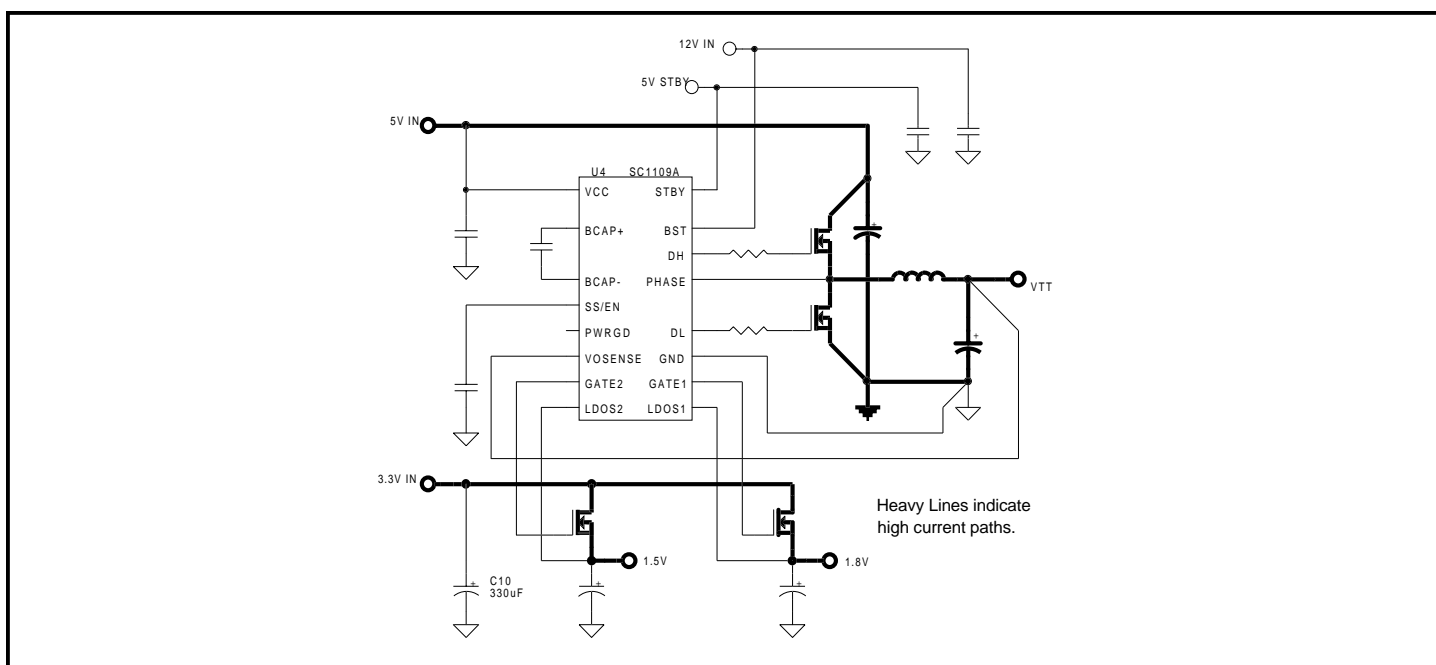 12V IN
5V STBY
5V IN
U4 SC1109A
VCC STBY
BCAP+ BST
DH
BCAP- PHASE
SS/EN
PWRGD DL
VOSENSE GND
GATE2 GATE1
LDOS2 LDOS1
VTT
3.3V IN
Heavy Lines indicate
high current paths.
1.5V
1.8V
C10
330uF
+
+
+
+
+